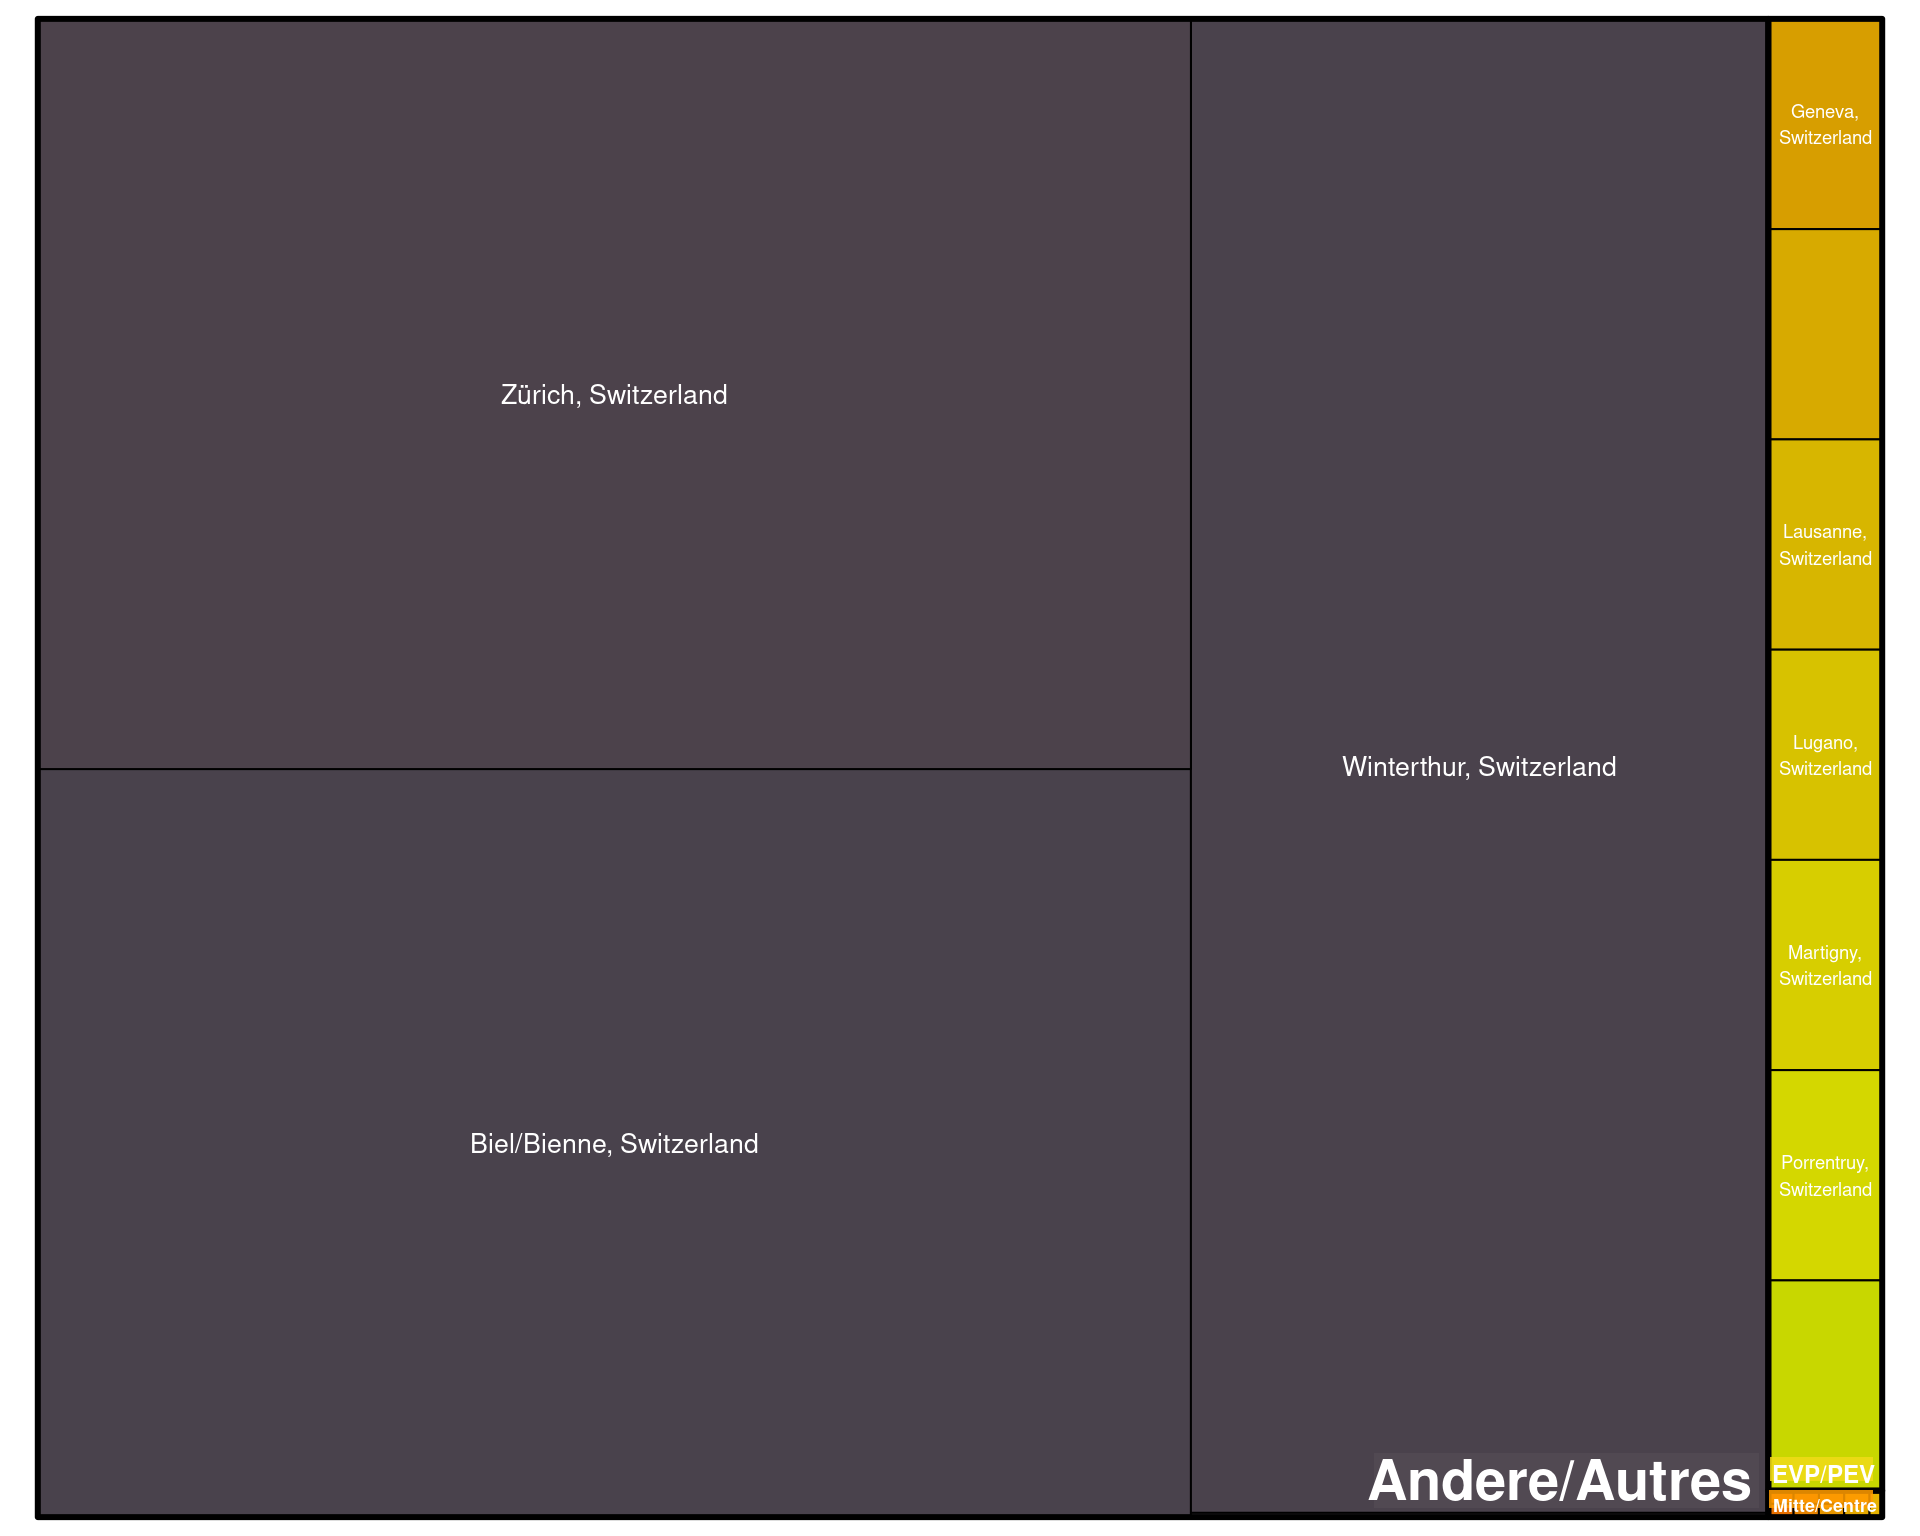 Zürich, Switzerland
Biel/Bienne, Switzerland
Winterthur, Switzerland
Andere/Autres
Geneva,
Switzerland
Lausanne,
Switzerland
Lugano,
Switzerland
Martigny,
Switzerland
Porrentruy,
Switzerland
EVP/PEV
Mitte/Centre